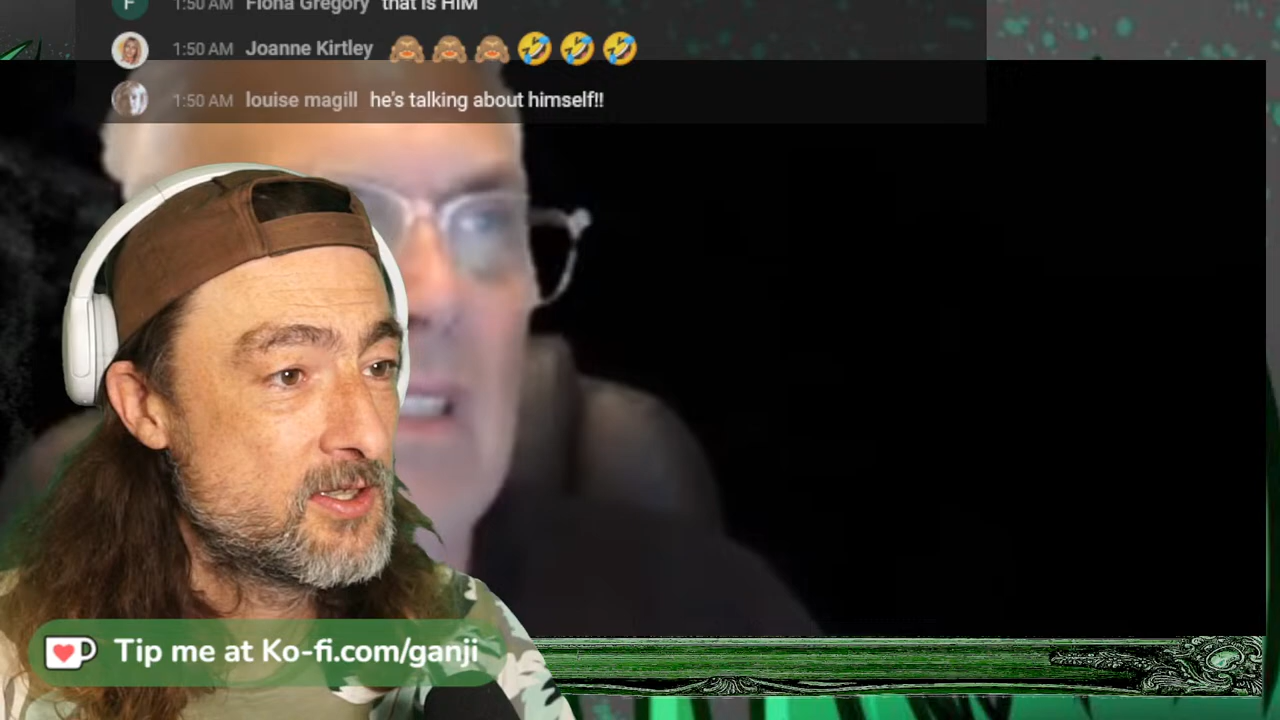 F 1:50 AM Fiona Gregory that is HIM
1:50 AM Joanne Kirtley 🙈🙈🙈🤣🤣🤣
1:50 AM louise magill he's talking about himself!!
Tip me at Ko-fi.com/ganji